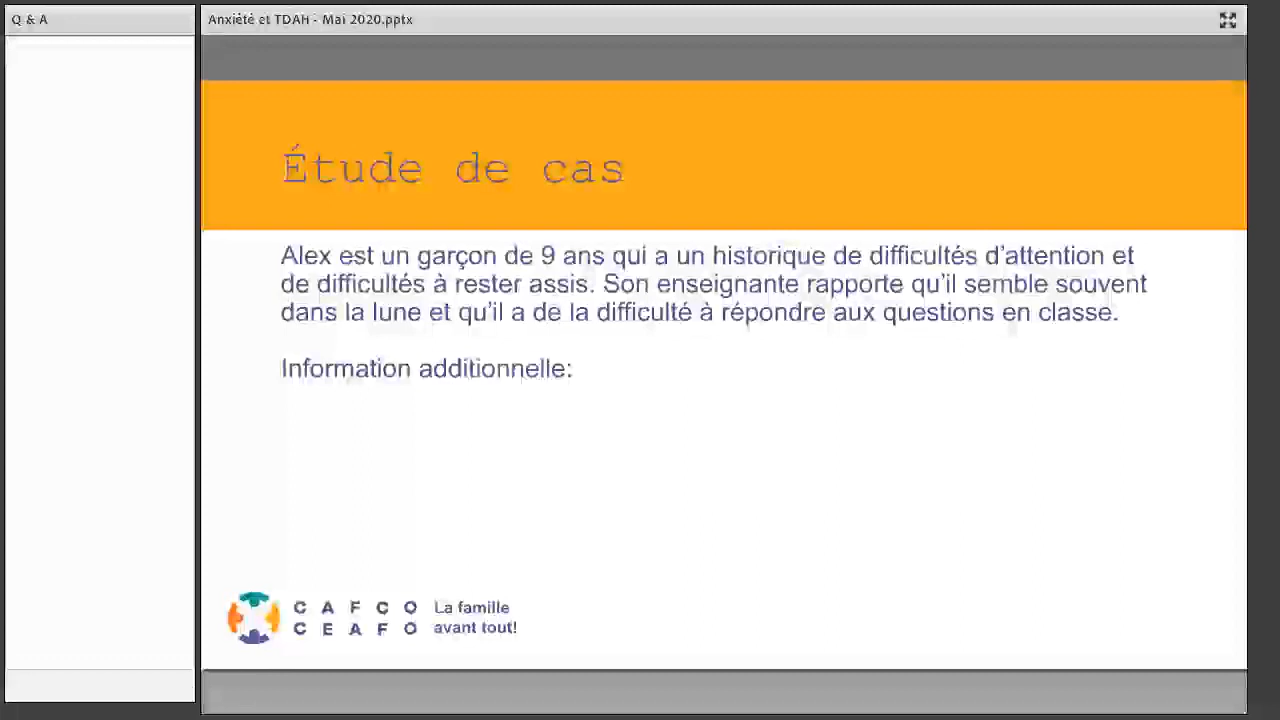 Q & A
Anxiété et TDAH - Mai 2020.pptx
Étude de cas
Alex est un garçon de 9 ans qui a un historique de difficultés d’attention et
de difficultés à rester assis. Son enseignante rapporte qu’il semble souvent
dans la lune et qu’il a de la difficulté à répondre aux questions en classe.
Information additionnelle:
C A F C O La famille
C E A F O avant tout!